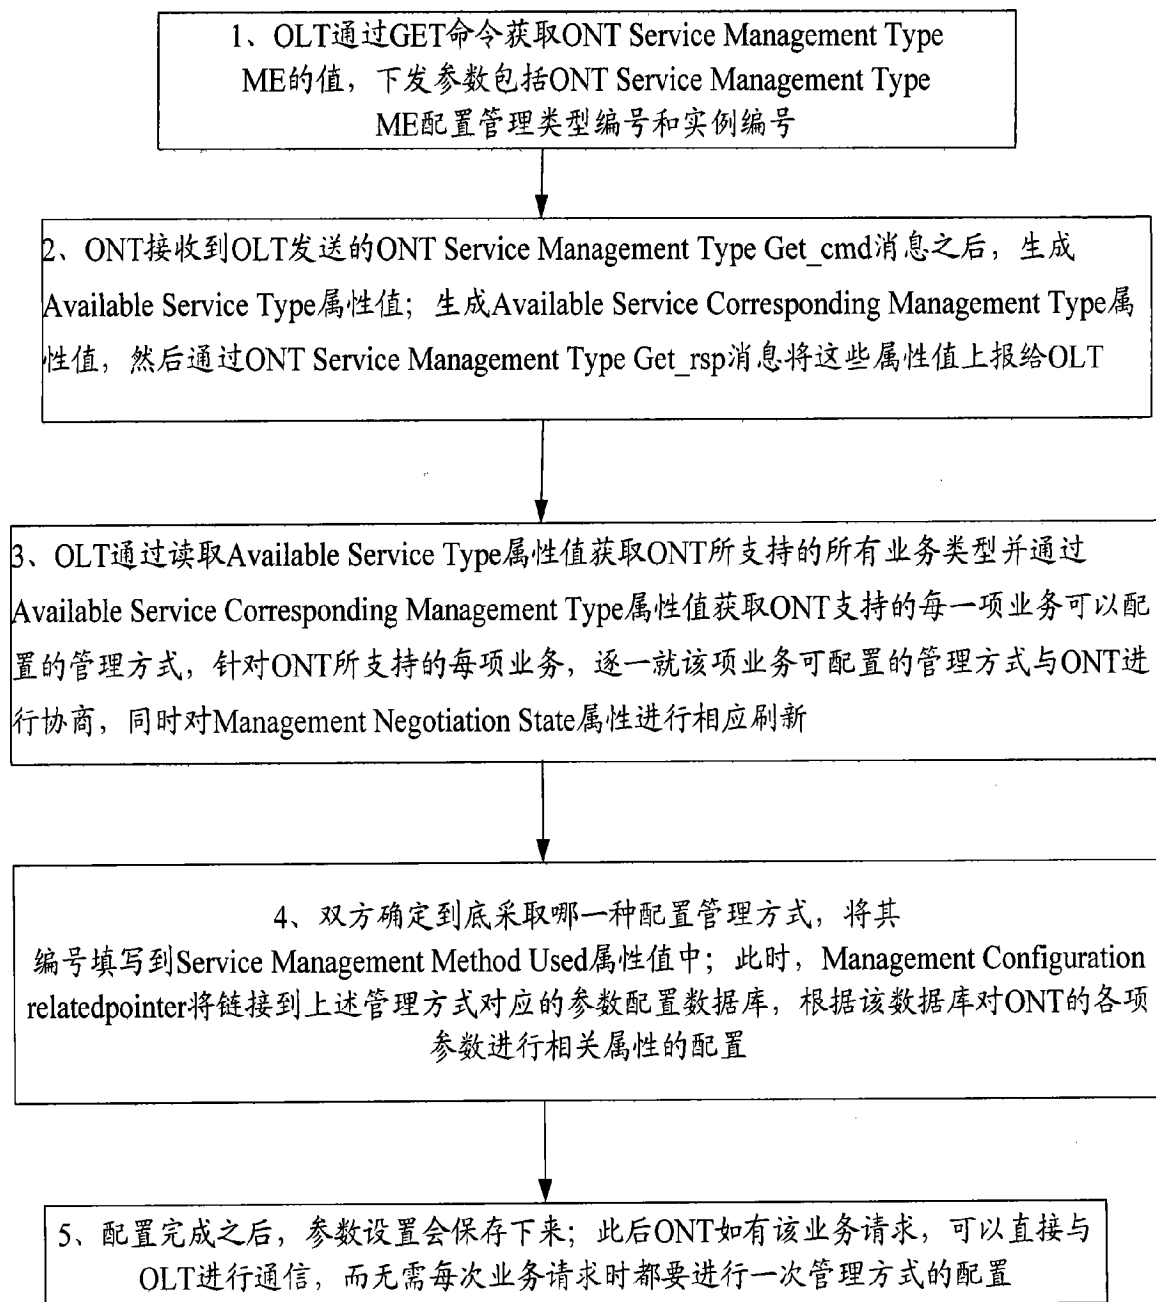 1、OLT通过GET命令获取ONT Service Management Type
ME的值，下发参数包括ONT Service Management Type
ME配置管理类型编号和实例编号
2、ONT接收到OLT发送的ONT Service Management Type Get_cmd消息之后，生成
Available Service Type属性值；生成Available Service Corresponding Management Type属
性值，然后通过ONT Service Management Type Get_rsp消息将这些属性值上报给OLT
3、OLT通过读取Available Service Type属性值获取ONT所支持的所有业务类型并通过
Available Service Corresponding Management Type属性值获取ONT支持的每一项业务可以配
置的管理方式，针对ONT所支持的每项业务，逐一就该项业务可配置的管理方式与ONT进
行协商，同时对Management Negotiation State属性进行相应刷新
4、双方确定到底采取哪一种配置管理方式，将其
编号填写到Service Management Method Used属性值中；此时，Management Configuration
relatedpointer将链接到上述管理方式对应的参数配置数据库，根据该数据库对ONT的各项
参数进行相关属性的配置
5、配置完成之后，参数设置会保存下来；此后ONT如有该业务请求，可以直接与
OLT进行通信，而无需每次业务请求时都要进行一次管理方式的配置